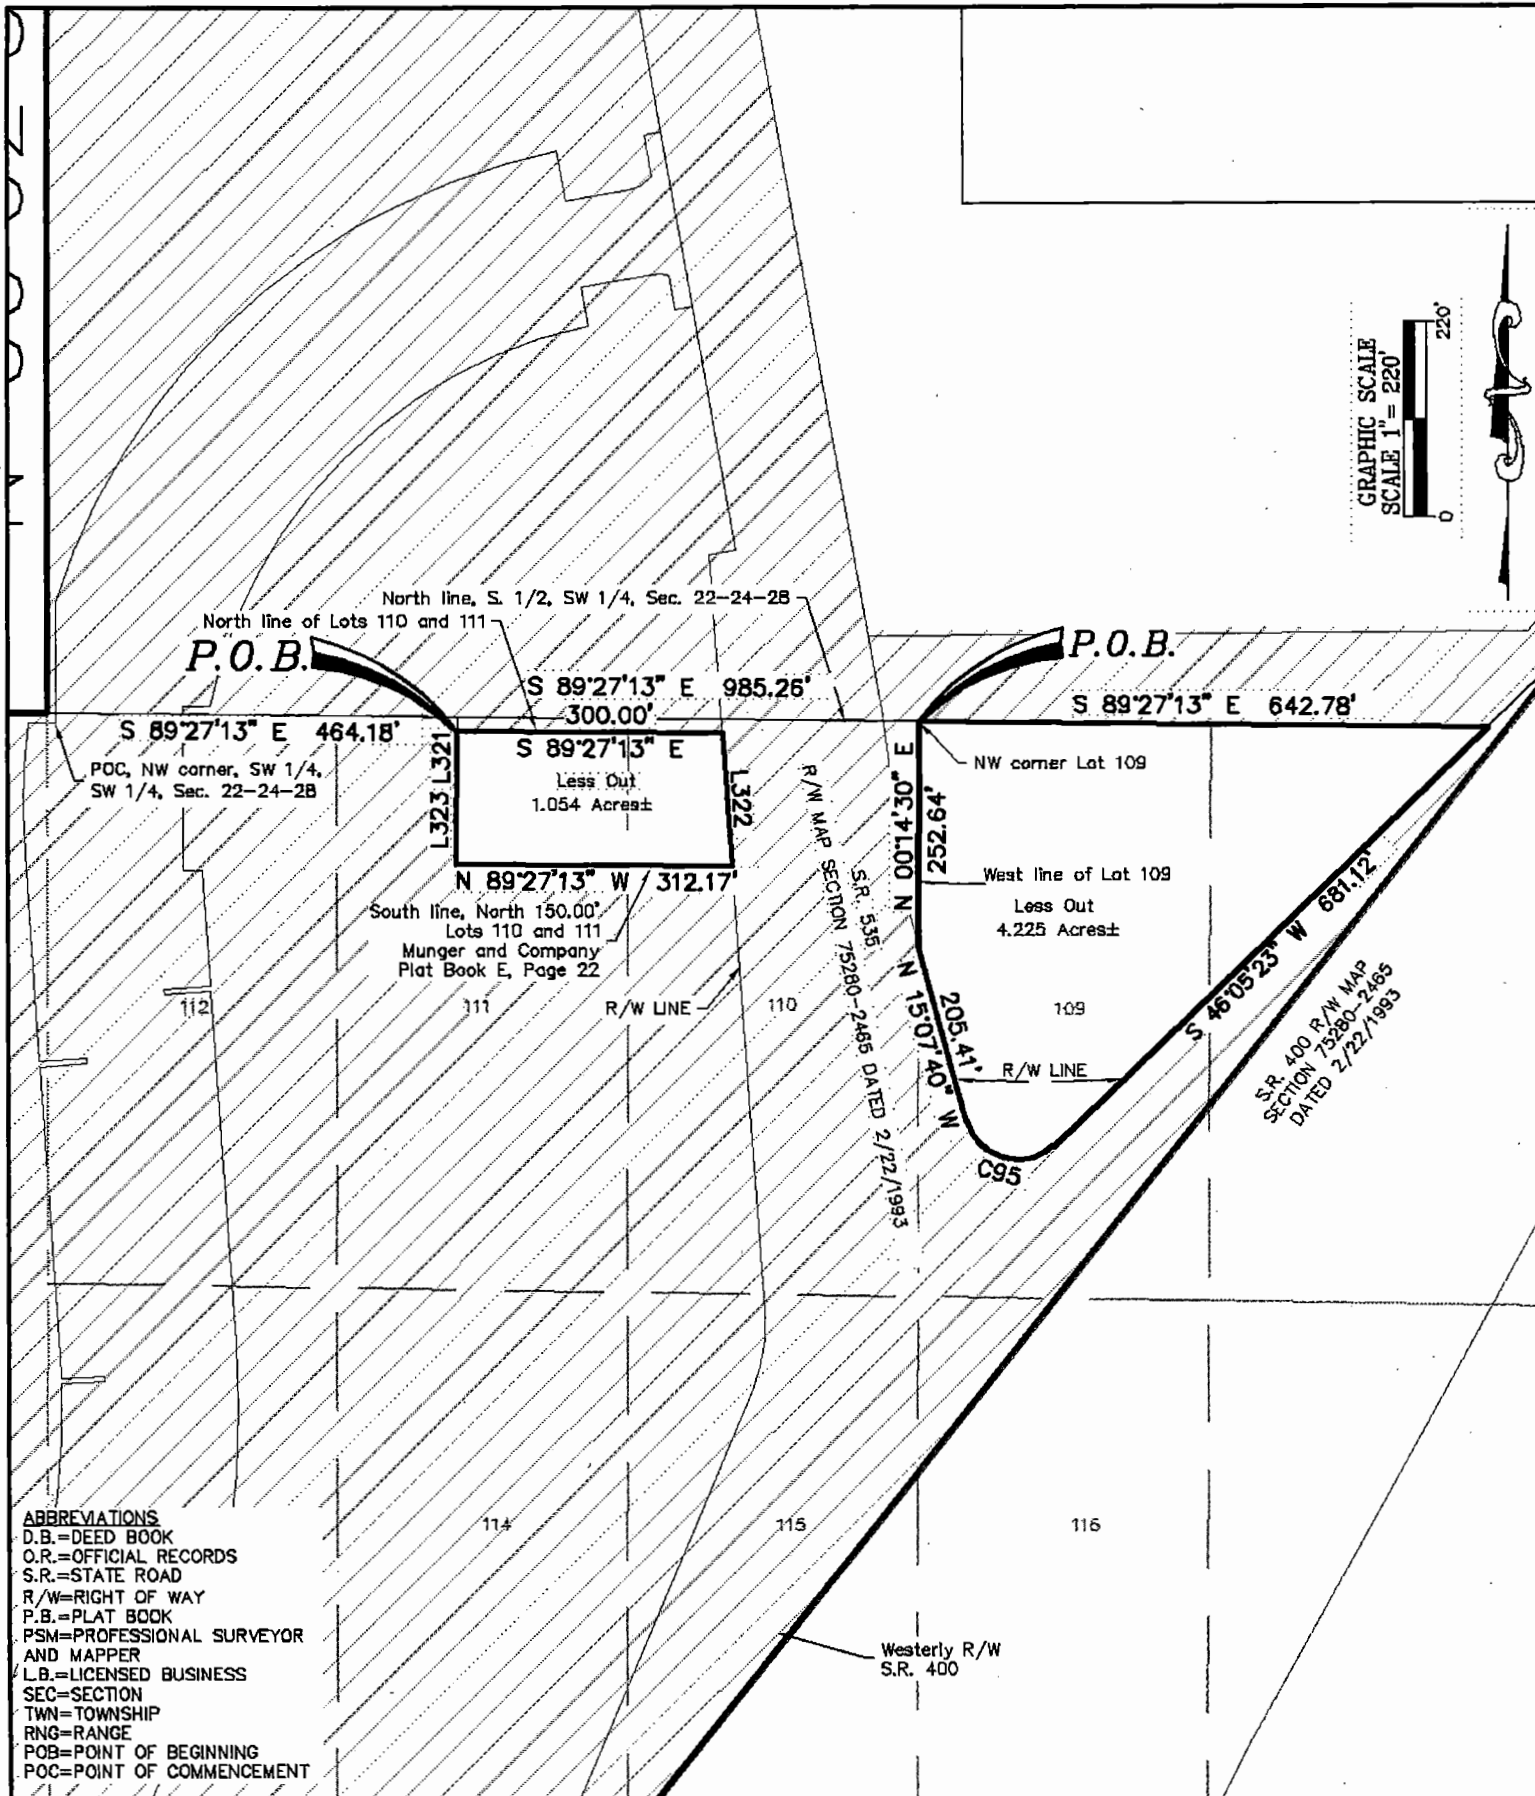 GRAPHIC SCALE
SCALE 1"= 220'
0
220'
North line, S. 1/2, SW 1/4, Sec. 22-24-28
North line of Lots 110 and 111
P.O.B.
P.O.B.
S 89°27'13" E 985.26'
300.00'
S 89°27'13" E 642.78'
S 89°27'13" E 464.18'
S 89°27'13" E
POC, NW corner, SW 1/4,
SW 1/4, Sec. 22-24-28
L321
L323
L322
Less Out
1.054 Acres±
NW corner Lot 109
N 00°14'30" E
252.64'
N 89°27'13" W 312.17'
South line, North 150.00',
Lots 110 and 111
Munger and Company
Plat Book E, Page 22
West line of Lot 109
Less Out
4.225 Acres±
S 46°05'23" W 681.12'
S.R. 535
R/W MAP SECTION 75280-2465 DATED 2/22/1993
N 15°07'40" W
205.41'
R/W LINE
R/W LINE
112
111
110
109
S.R. 400 R/W MAP
SECTION 75280-2465
DATED 2/22/1993
C95
114
115
116
Westerly R/W
S.R. 400
ABBREVIATIONS
D.B.=DEED BOOK
O.R.=OFFICIAL RECORDS
S.R.=STATE ROAD
R/W=RIGHT OF WAY
P.B.=PLAT BOOK
PSM=PROFESSIONAL SURVEYOR
AND MAPPER
L.B.=LICENSED BUSINESS
SEC=SECTION
TWN=TOWNSHIP
RNG=RANGE
POB=POINT OF BEGINNING
POC=POINT OF COMMENCEMENT